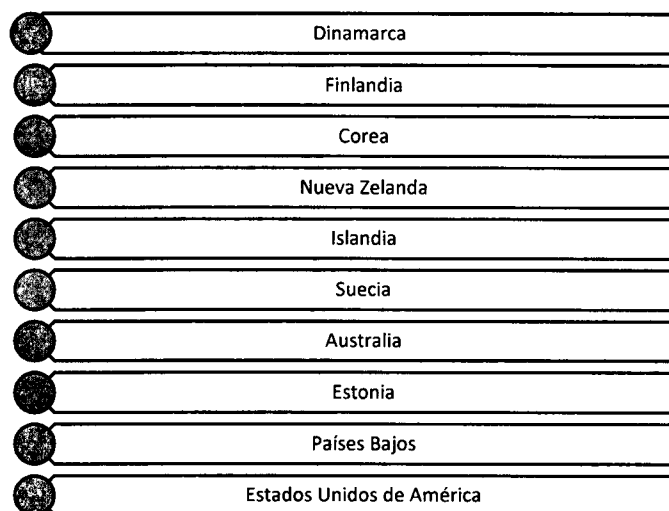 Dinamarca
Finlandia
Corea
Nueva Zelanda
Islandia
Suecia
Australia
Estonia
Países Bajos
Estados Unidos de América